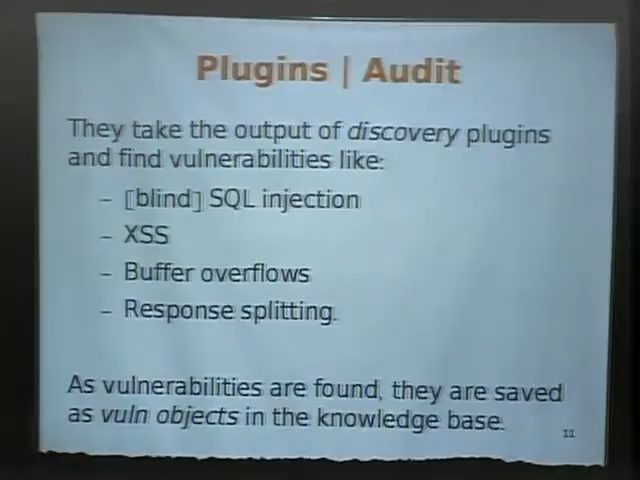 Plugins | Audit
They take the output of discovery plugins
and find vulnerabilities like:
– [blind] SQL injection
– XSS
– Buffer overflows
– Response splitting.
As vulnerabilities are found, they are saved
as vuln objects in the knowledge base.
11